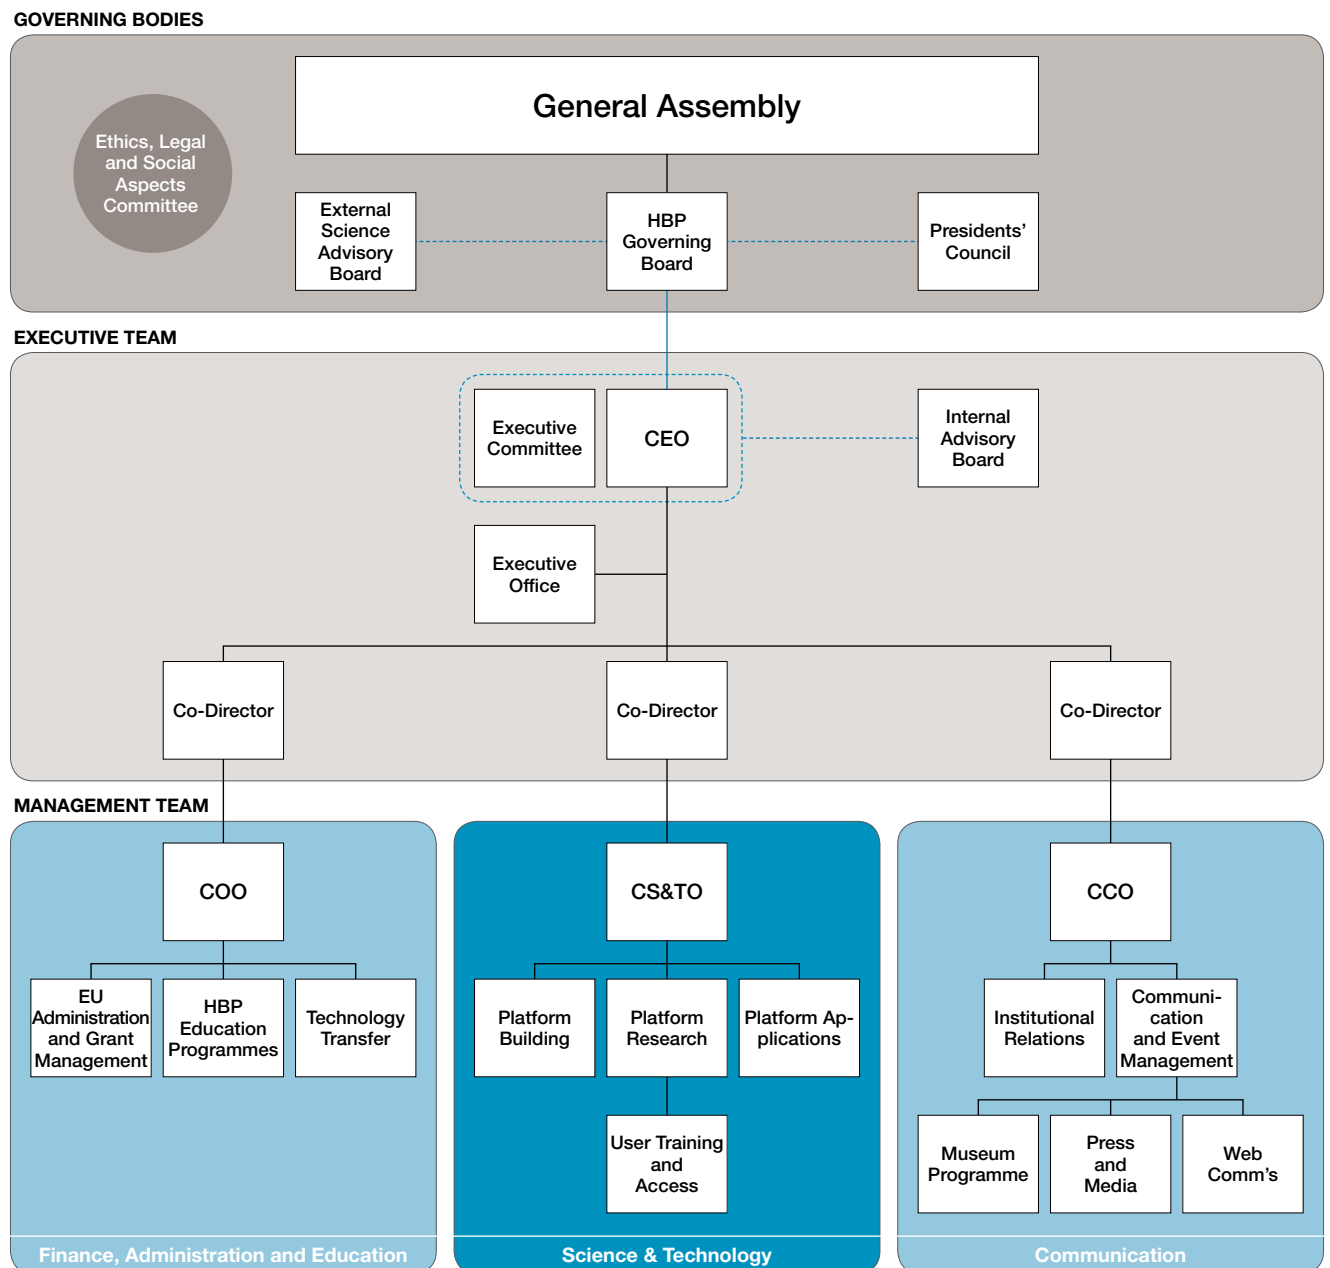 GOVERNING BODIES
General Assembly
Ethics, Legal
and Social
Aspects
Committee
External
Science
Advisory
Board
HBP
Governing
Board
Presidents’
Council
EXECUTIVE TEAM
Executive
Committee
CEO
Internal
Advisory
Board
Executive
Office
Co-Director
Co-Director
Co-Director
MANAGEMENT TEAM
COO
CS&TO
CCO
EU
Administration
and Grant
Management
HBP
Education
Programmes
Technology
Transfer
Platform
Building
Platform
Research
Platform Ap-
plications
Institutional
Relations
Communi-
cation
and Event
Management
User Training
and
Access
Museum
Programme
Press
and
Media
Web
Comm’s
Finance, Administration and Education
Science & Technology
Communication